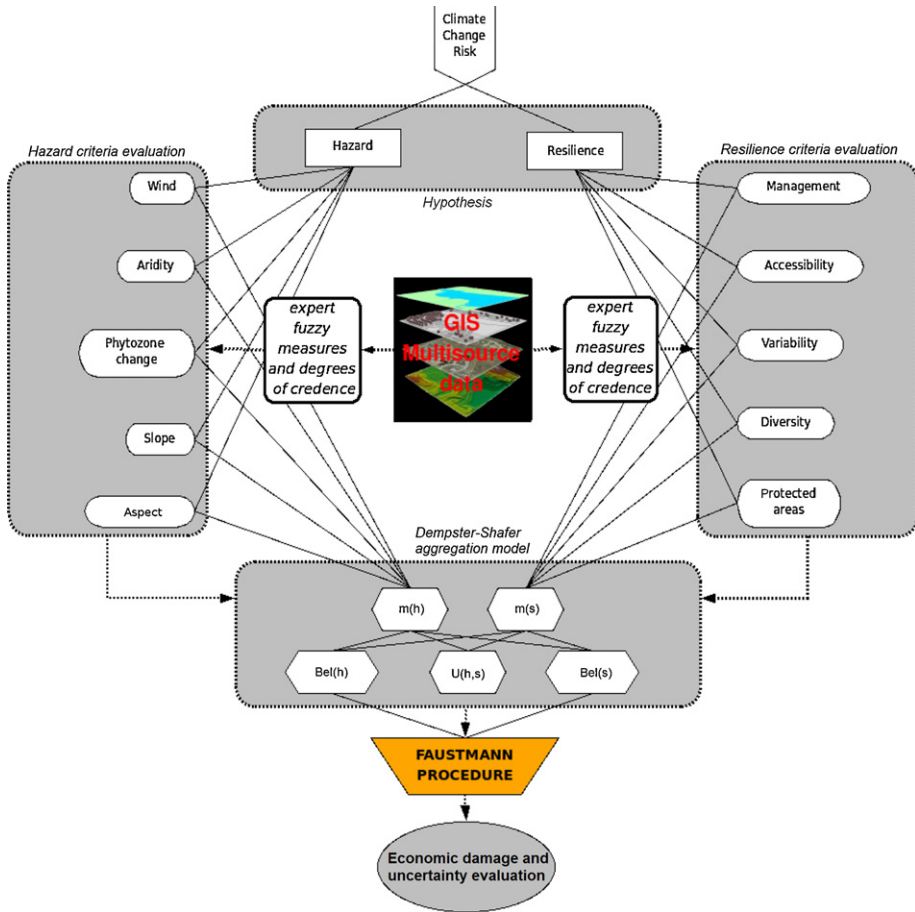 Climate
Change
Risk
Hazard criteria evaluation
Hazard
Resilience
Resilience criteria evaluation
Hypothesis
Wind
Aridity
Phytozone
change
Slope
Aspect
expert
fuzzy
measures
and degrees
of credence
GIS
Multisource
data
expert
fuzzy
measures
and degrees
of credence
Management
Accessibility
Variability
Diversity
Protected
areas
Dempster-Shafer
aggregation model
m(h)
m(s)
Bel(h)
U(h,s)
Bel(s)
FAUSTMANN
PROCEDURE
Economic damage and
uncertainty evaluation